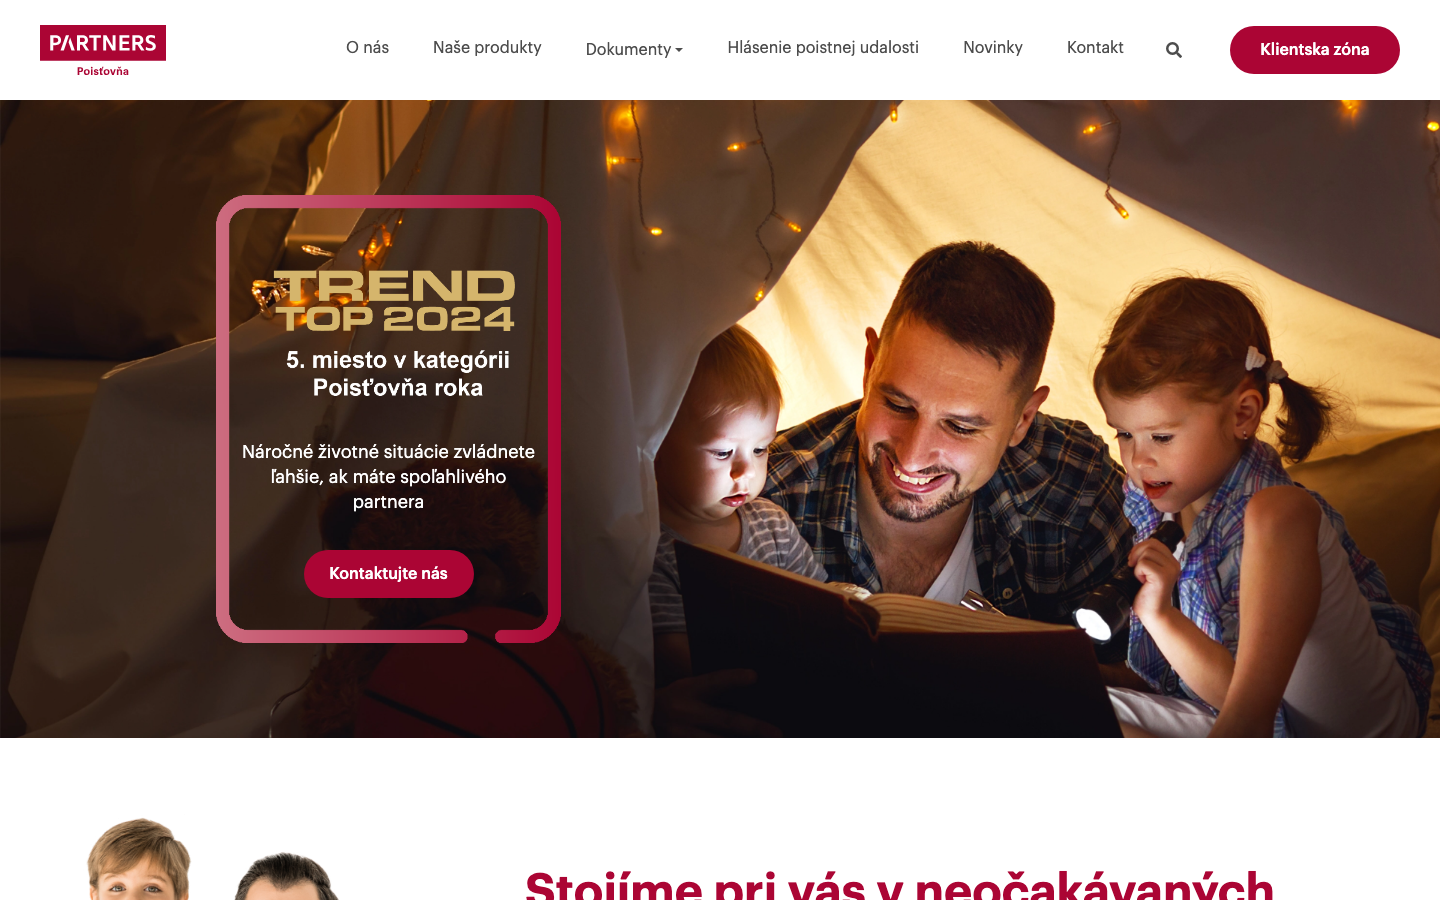 PARTNERS
Poisťovňa
O nás
Naše produkty
Dokumenty
Hlásenie poistnej udalosti
Novinky
Kontakt
Klientska zóna
TREND
TOP 2024
5. miesto v kategórii
Poisťovňa roka
Náročné životné situácie zvládnete
ľahšie, ak máte spoľahlivého
partnera
Kontaktujte nás
Stojíme pri vás v neočakávaných